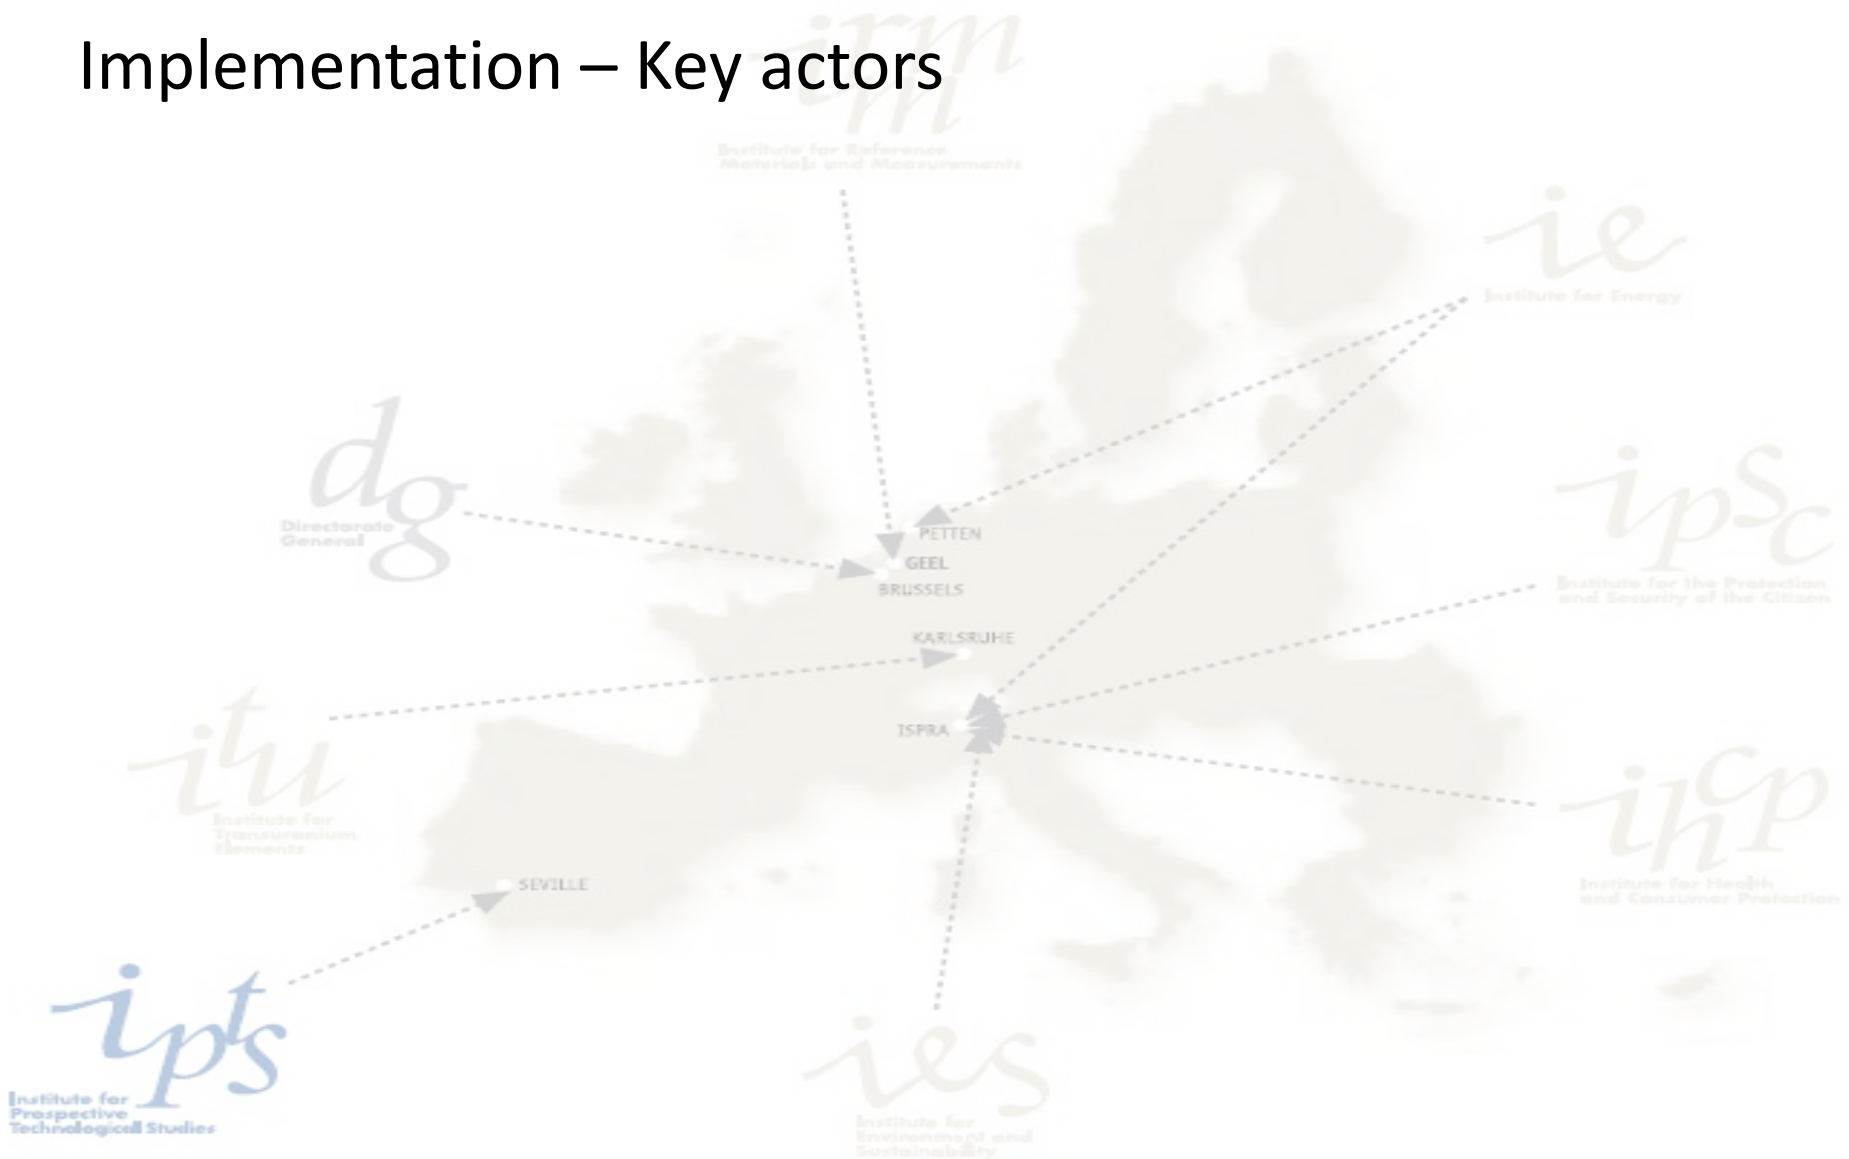 Implementation – Key actors
irmm
Institute for Reference
Materials and Measurements
ie
Institute for Energy
dg
Directorate
General
ipsc
Institute for the Protection
and Security of the Citizen
PETTEN
GEEL
BRUSSELS
KARLSRUHE
ISPRA
itu
Institute for
Transuranium
Elements
ihcp
Institute for Health
and Consumer Protection
SEVILLE
ipts
Institute for
Prospective
Technological Studies
ies
Institute for
Environment and
Sustainability